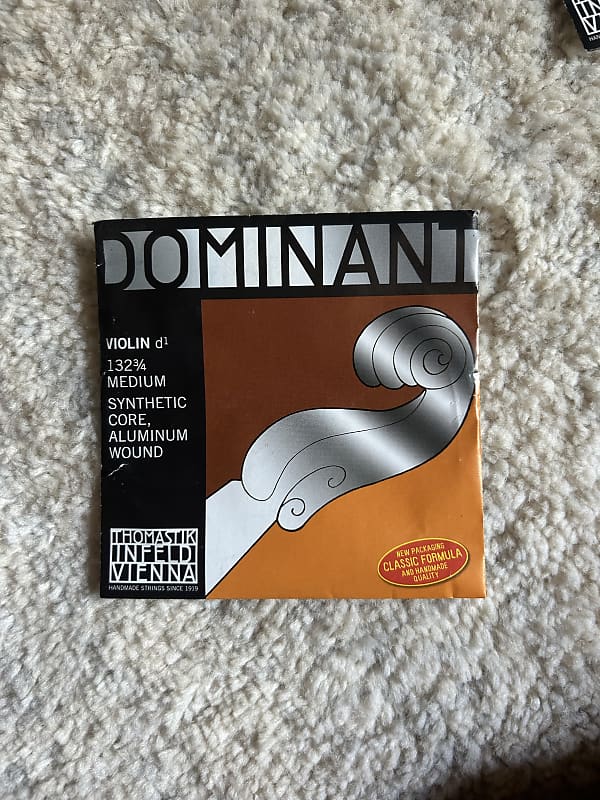 DOMINANT
VIOLIN d¹
132¾
MEDIUM
SYNTHETIC
CORE,
ALUMINUM
WOUND
THOMASTIK
INFELD
VIENNA
HANDMADE STRINGS SINCE 1919
NEW PACKAGING
CLASSIC FORMULA
AND HANDMADE
QUALITY